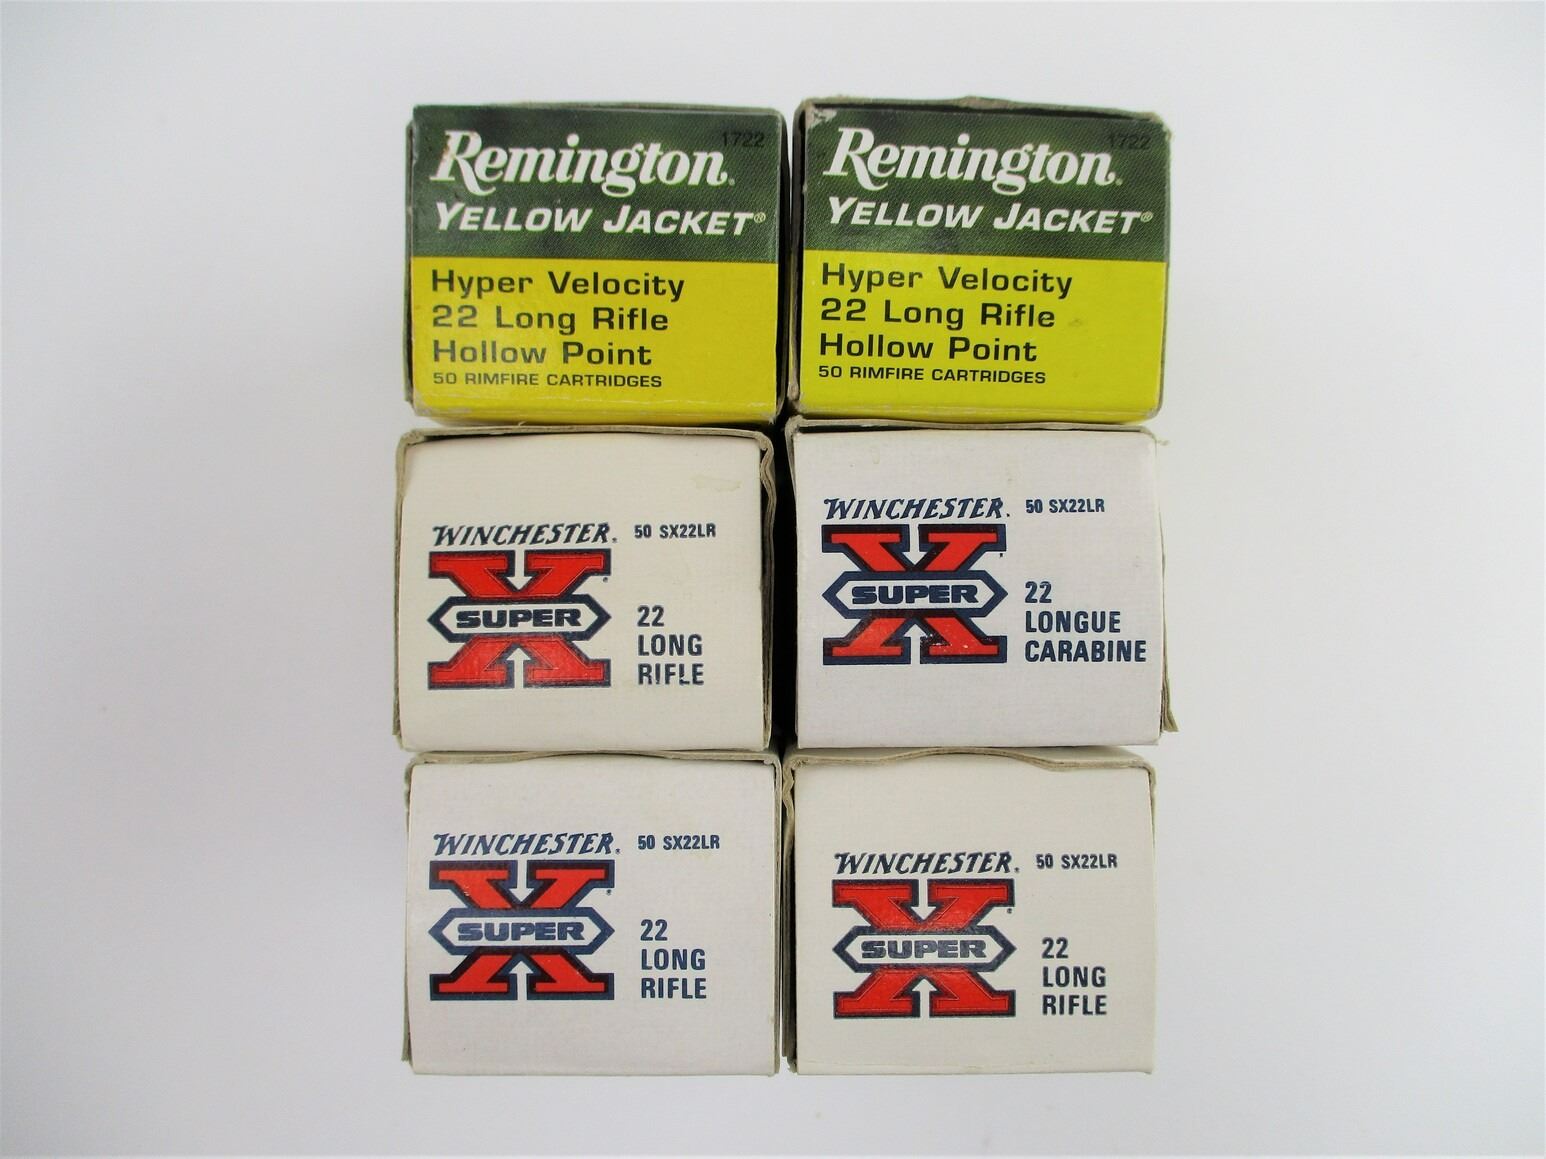 1722
Remington.
YELLOW JACKET®
Hyper Velocity
22 Long Rifle
Hollow Point
50 RIMFIRE CARTRIDGES
1722
Remington.
YELLOW JACKET®
Hyper Velocity
22 Long Rifle
Hollow Point
50 RIMFIRE CARTRIDGES
WINCHESTER. 50 SX22LR
X
SUPER
22
LONG
RIFLE
WINCHESTER. 50 SX22LR
X
SUPER
22
LONGUE
CARABINE
WINCHESTER. 50 SX22LR
X
SUPER
22
LONG
RIFLE
WINCHESTER. 50 SX22LR
X
SUPER
22
LONG
RIFLE